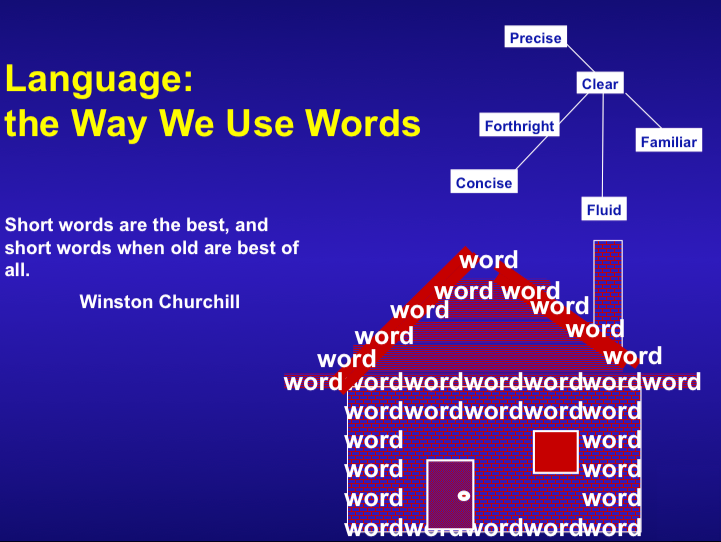 Language:
the Way We Use Words
Precise
Clear
Forthright
Familiar
Concise
Fluid
Short words are the best, and
short words when old are best of
all.
Winston Churchill
word
word word
word word
word word
word word
wordwordwordwordwordwordword
wordwordwordwordword
word word
word word
word word
wordwordwordwordword